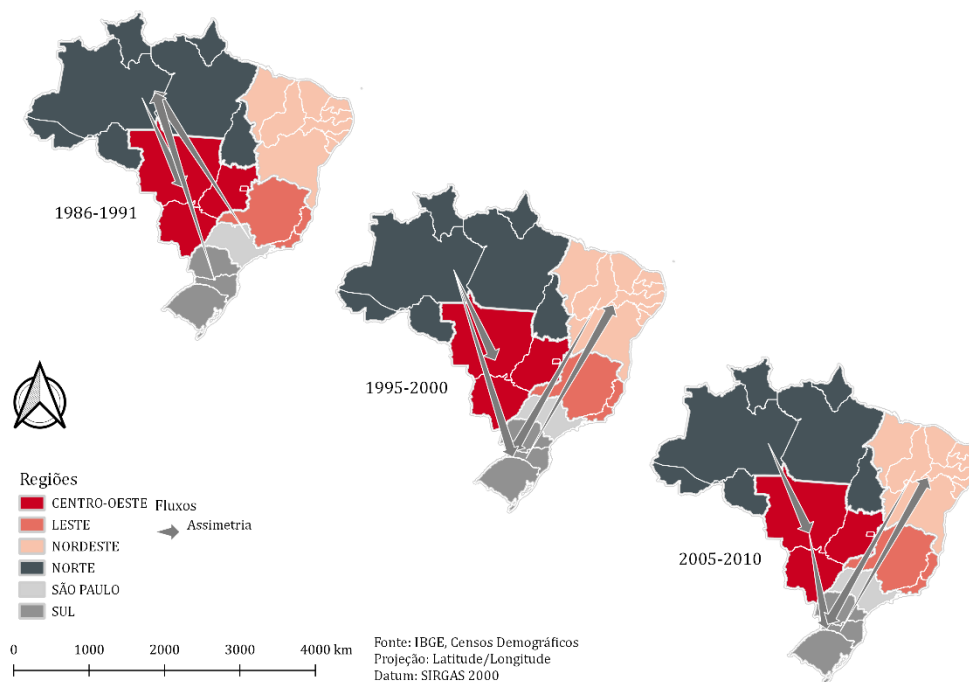 1986-1991
1995-2000
2005-2010
Regiões
CENTRO-OESTE
LESTE
NORDESTE
NORTE
SÃO PAULO
SUL
Fluxos
Assimetria
0 1000 2000 3000 4000 km
Fonte: IBGE, Censos Demográficos
Projeção: Latitude/Longitude
Datum: SIRGAS 2000